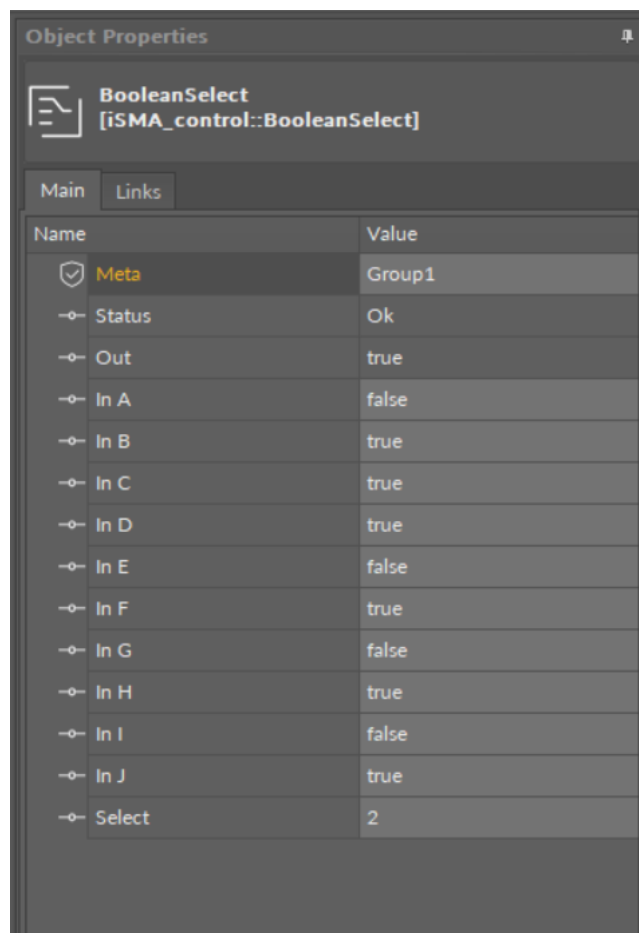 Object Properties
BooleanSelect
[iSMA_control::BooleanSelect]
Main Links
Name Value
Meta Group1
Status Ok
Out true
In A false
In B true
In C true
In D true
In E false
In F true
In G false
In H true
In I false
In J true
Select 2